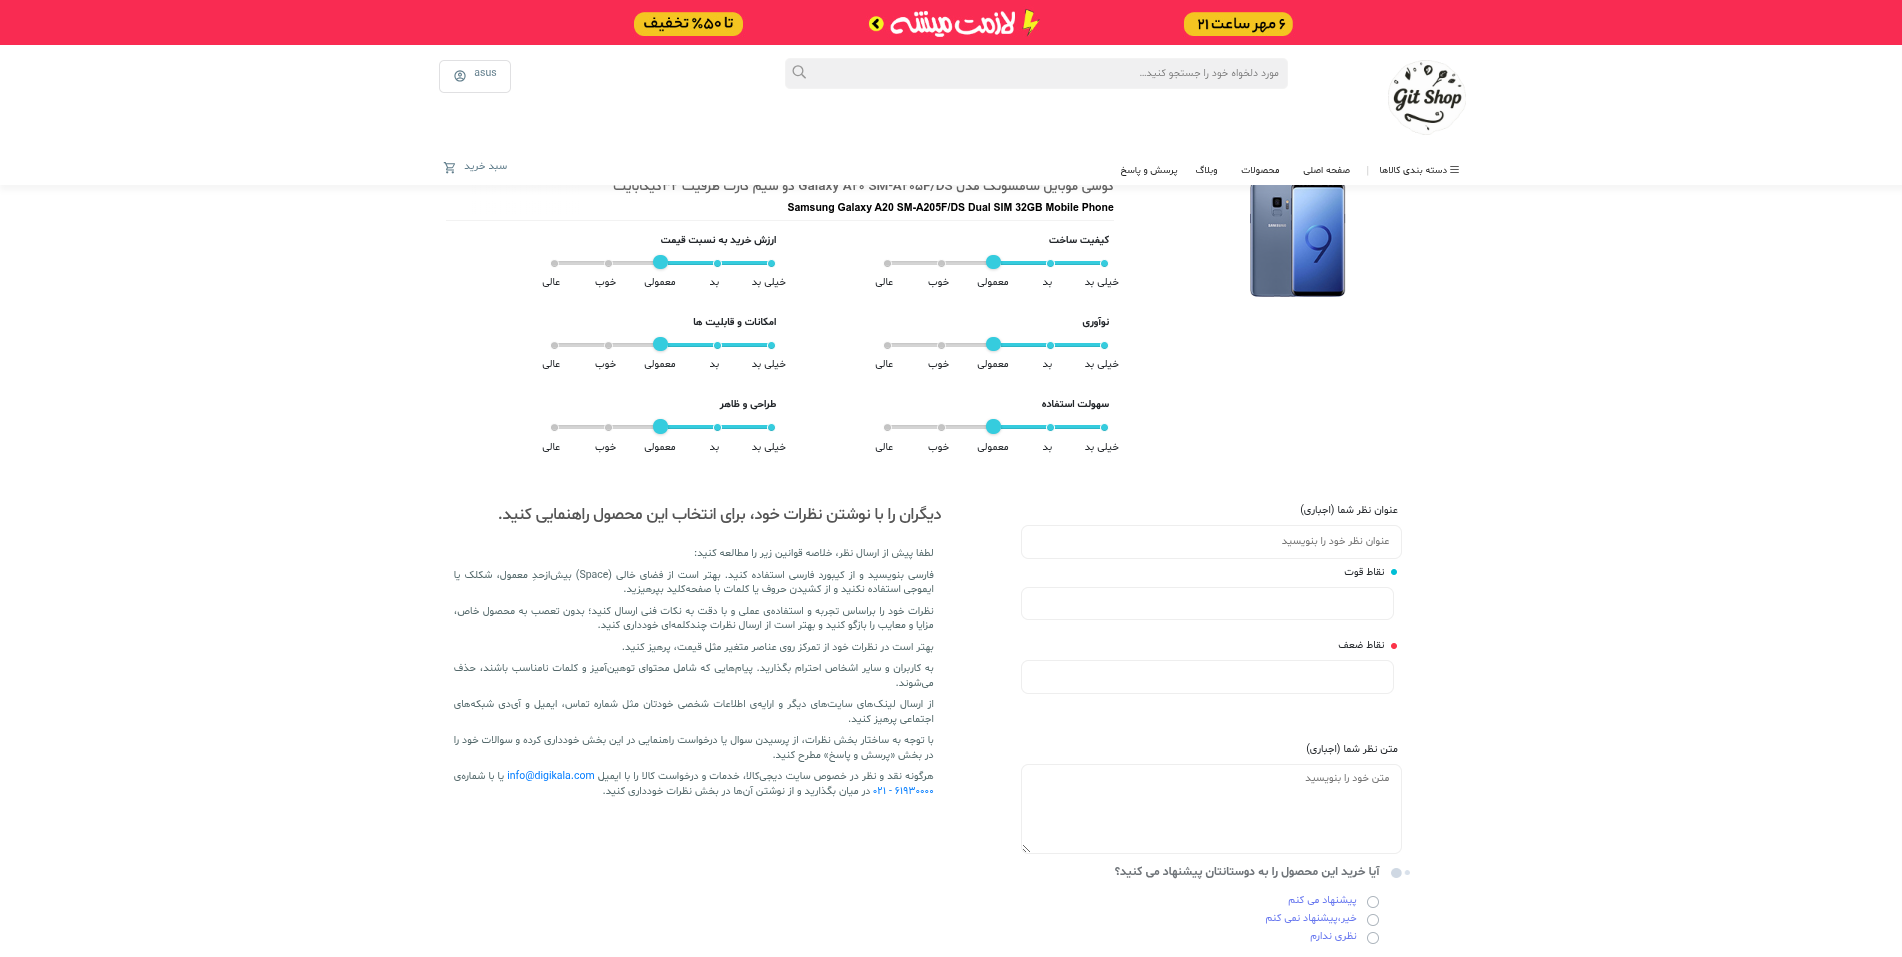 ۶ مهر ساعت ۲۱
لازمت میشه
تا ۵۰٪ تخفیف
Git Shop
مورد دلخواه خود را جستجو کنید…
asus
دسته بندی کالاها
|
صفحه اصلی
محصولات
وبلاگ
پرسش و پاسخ
سبد خرید
گوشی موبایل سامسونگ مدل Galaxy A20 SM-A205F/DS دو سیم کارت ظرفیت ۳۲ گیگابایت
Samsung Galaxy A20 SM-A205F/DS Dual SIM 32GB Mobile Phone
SAMSUNG
9
کیفیت ساخت
خیلی بد
بد
معمولی
خوب
عالی
ارزش خرید به نسبت قیمت
خیلی بد
بد
معمولی
خوب
عالی
نوآوری
خیلی بد
بد
معمولی
خوب
عالی
امکانات و قابلیت ها
خیلی بد
بد
معمولی
خوب
عالی
سهولت استفاده
خیلی بد
بد
معمولی
خوب
عالی
طراحی و ظاهر
خیلی بد
بد
معمولی
خوب
عالی
عنوان نظر شما (اجباری)
عنوان نظر خود را بنویسید
نقاط قوت
نقاط ضعف
متن نظر شما (اجباری)
متن خود را بنویسید
آیا خرید این محصول را به دوستانتان پیشنهاد می کنید؟
پیشنهاد می کنم
خیر،پیشنهاد نمی کنم
نظری ندارم
دیگران را با نوشتن نظرات خود، برای انتخاب این محصول راهنمایی کنید.
لطفا پیش از ارسال نظر، خلاصه قوانین زیر را مطالعه کنید:
فارسی بنویسید و از کیبورد فارسی استفاده کنید. بهتر است از فضای خالی (Space) بیش‌از‌حدِ معمول، شکلک یا
ایموجی استفاده نکنید و از کشیدن حروف یا کلمات با صفحه‌کلید بپرهیزید.
نظرات خود را براساس تجربه و استفاده‌ی عملی و با دقت به نکات فنی ارسال کنید؛ بدون تعصب به محصول خاص،
مزایا و معایب را بازگو کنید و بهتر است از ارسال نظرات چندکلمه‌ای خودداری کنید.
بهتر است در نظرات خود از تمرکز روی عناصر متغیر مثل قیمت، پرهیز کنید.
به کاربران و سایر اشخاص احترام بگذارید. پیام‌هایی که شامل محتوای توهین‌آمیز و کلمات نامناسب باشند، حذف
می‌شوند.
از ارسال لینک‌های سایت‌های دیگر و ارایه‌ی اطلاعات شخصی خودتان مثل شماره تماس، ایمیل و آی‌دی شبکه‌های
اجتماعی پرهیز کنید.
با توجه به ساختار بخش نظرات، از پرسیدن سوال یا درخواست راهنمایی در این بخش خودداری کرده و سوالات خود را
در بخش «پرسش و پاسخ» مطرح کنید.
هرگونه نقد و نظر در خصوص سایت دیجی‌کالا، خدمات و درخواست کالا را با ایمیل info@digikala.com یا با شماره‌ی
۶۱۹۳۰۰۰۰ - ۰۲۱ در میان بگذارید و از نوشتن آن‌ها در بخش نظرات خودداری کنید.